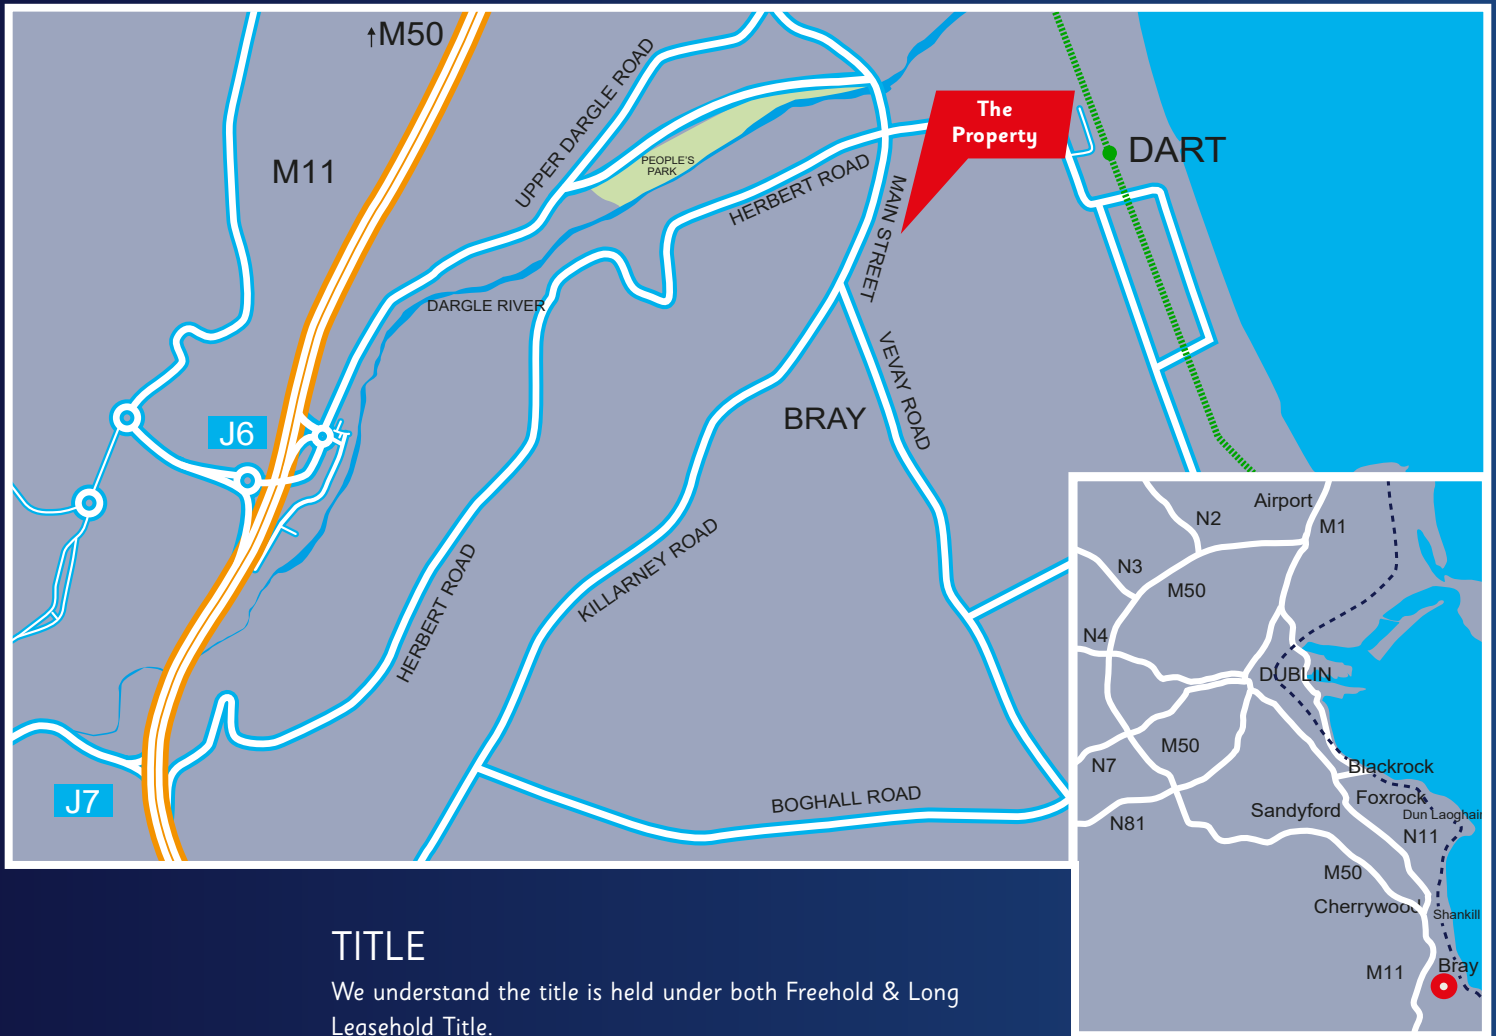 ↑M50
M11
UPPER DARGLE ROAD
PEOPLE'S
PARK
HERBERT ROAD
MAIN STREET
The
Property
DART
DARGLE RIVER
VEVAY ROAD
BRAY
J6
HERBERT ROAD
KILLARNEY ROAD
J7
BOGHALL ROAD
Airport
N2
M1
N3
M50
N4
DUBLIN
M50
N7
Blackrock
Foxrock
Sandyford
Dun Laoghair
N81
N11
M50
Cherrywood
Shankill
M11
Bray
TITLE
We understand the title is held under both Freehold & Long
Leasehold Title.